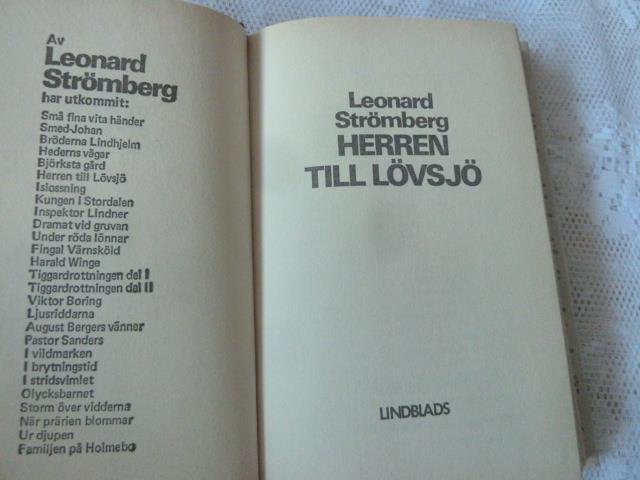 Av
Leonard
Strömberg
har utkommit:
Små fina vita händer
Smed-Johan
Bröderna Lindhjelm
Hederns vägar
Björksta gård
Herren till Lövsjö
Islossning
Kungen i Stordalen
Inspektor Lindner
Dramat vid gruvan
Under röda lönnar
Fingal Värnsköld
Harald Winge
Tiggardrottningen del I
Tiggardrottningen del II
Viktor Boring
Ljusriddarna
August Bergers vänner
Pastor Sanders
I vildmarken
I brytningstid
I stridsvimlet
Olycksbarnet
Storm över vidderna
När prärien blommar
Ur djupen
Familjen på Holmebo
Leonard
Strömberg
HERREN
TILL LÖVSJÖ
LINDBLADS